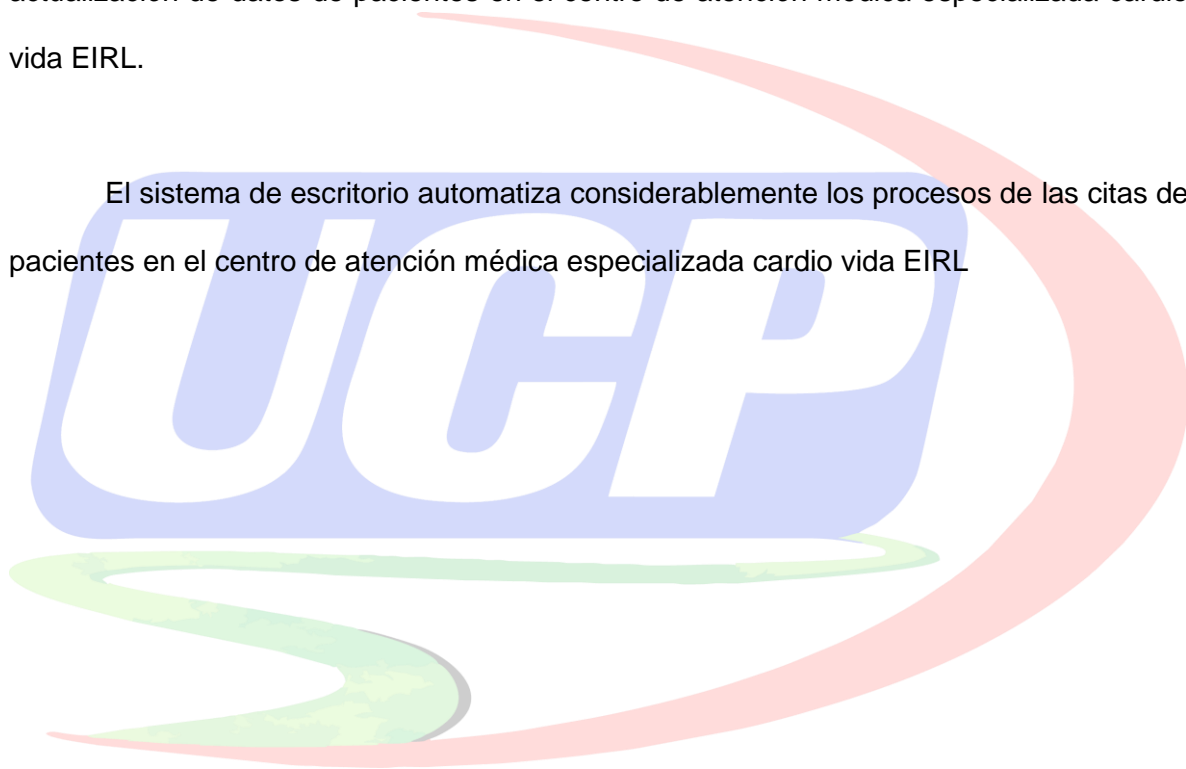 actualización de datos de pacientes en el centro de atención médica especializada cardio
vida EIRL.
El sistema de escritorio automatiza considerablemente los procesos de las citas de
pacientes en el centro de atención médica especializada cardio vida EIRL
UCP